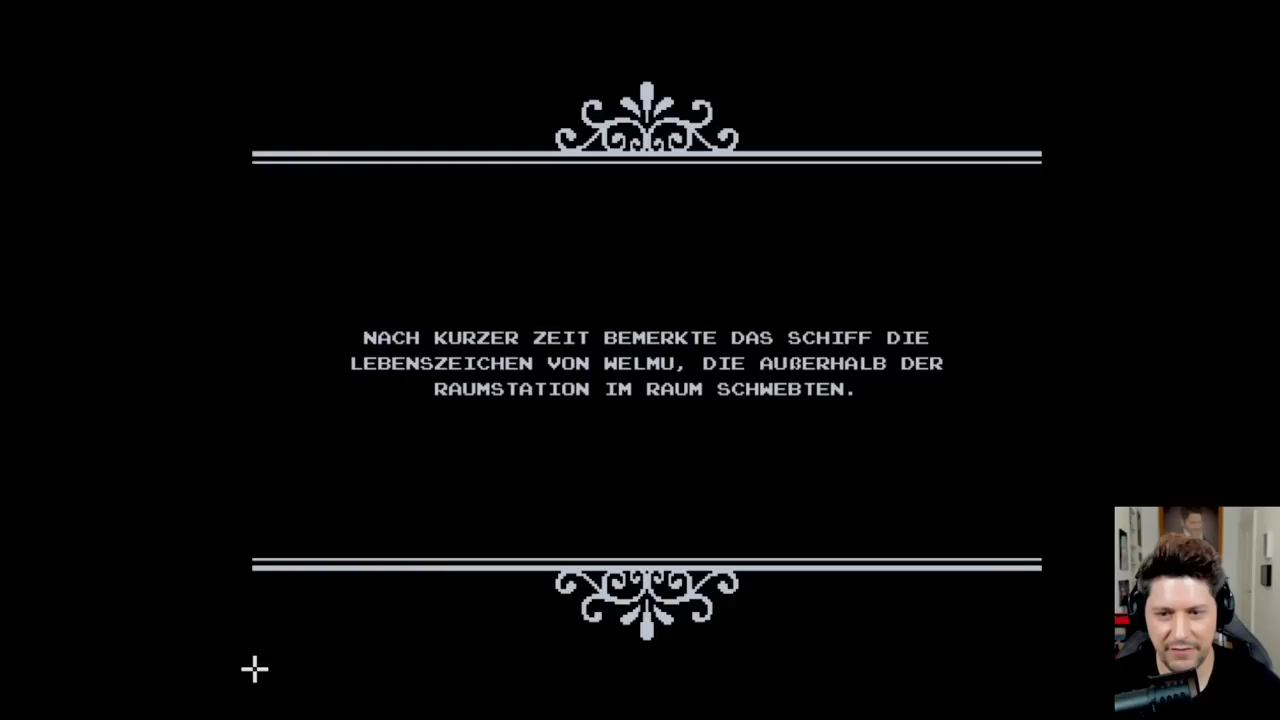 NACH KURZER ZEIT BEMERKTE DAS SCHIFF DIE
LEBENSZEICHEN VON WELMU, DIE AUßERHALB DER
RAUMSTATION IM RAUM SCHWEBTEN.